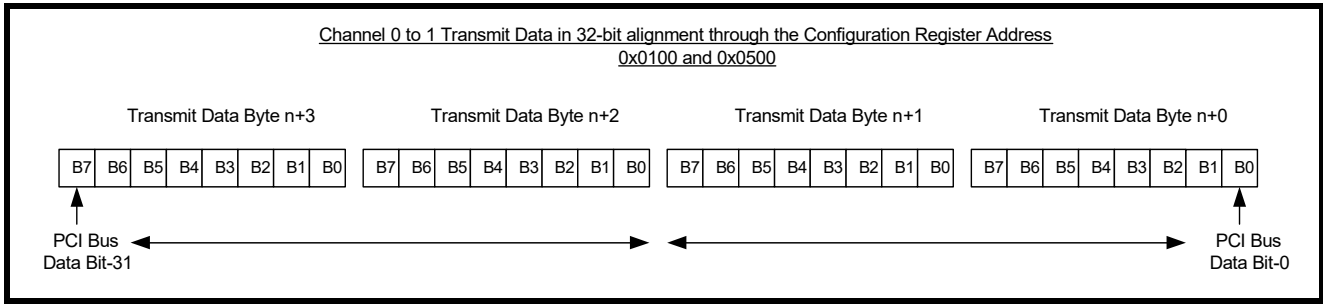 Channel 0 to 1 Transmit Data in 32-bit alignment through the Configuration Register Address
0x0100 and 0x0500
Transmit Data Byte n+3 Transmit Data Byte n+2 Transmit Data Byte n+1 Transmit Data Byte n+0
B7 B6 B5 B4 B3 B2 B1 B0 B7 B6 B5 B4 B3 B2 B1 B0 B7 B6 B5 B4 B3 B2 B1 B0 B7 B6 B5 B4 B3 B2 B1 B0
PCI Bus PCI Bus
Data Bit-31 Data Bit-0